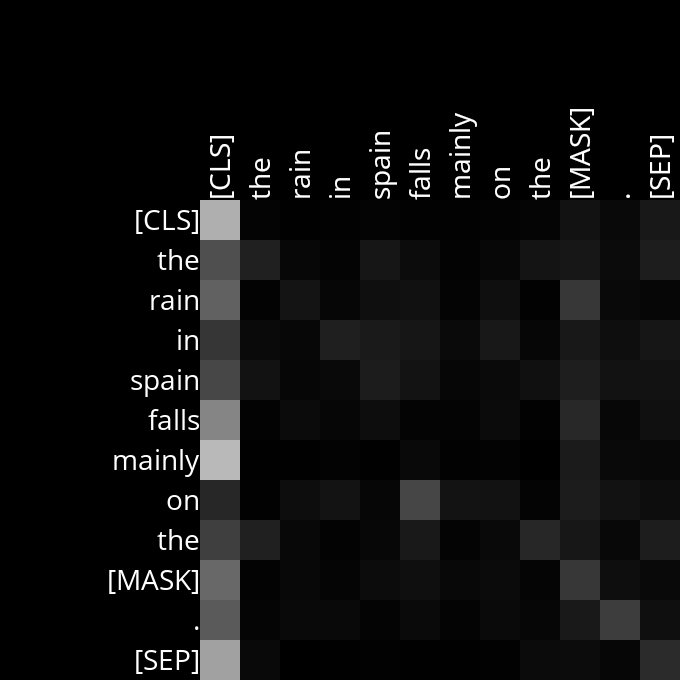 [CLS] the rain in spain falls mainly on the [MASK] . [SEP]
[CLS]
the
rain
in
spain
falls
mainly
on
the
[MASK]
.
[SEP]